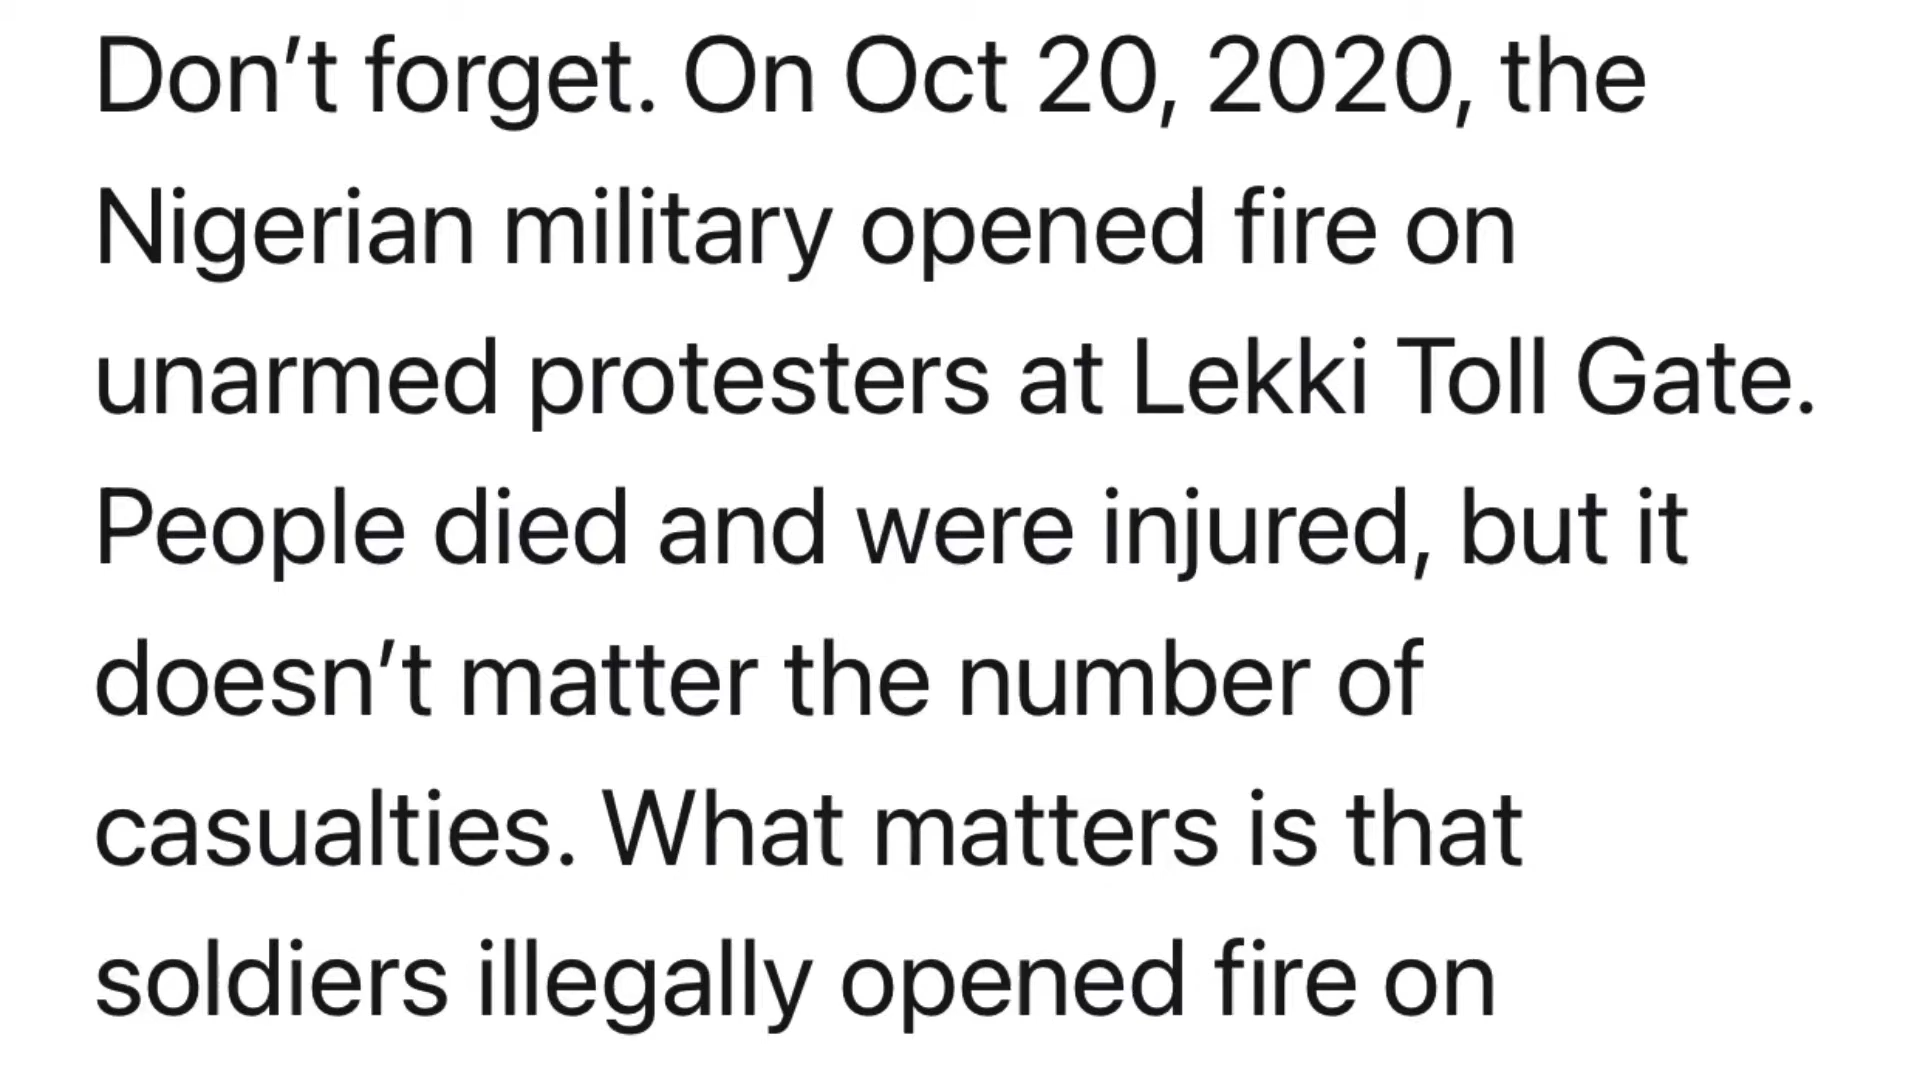 Don’t forget. On Oct 20, 2020, the
Nigerian military opened fire on
unarmed protesters at Lekki Toll Gate.
People died and were injured, but it
doesn’t matter the number of
casualties. What matters is that
soldiers illegally opened fire on